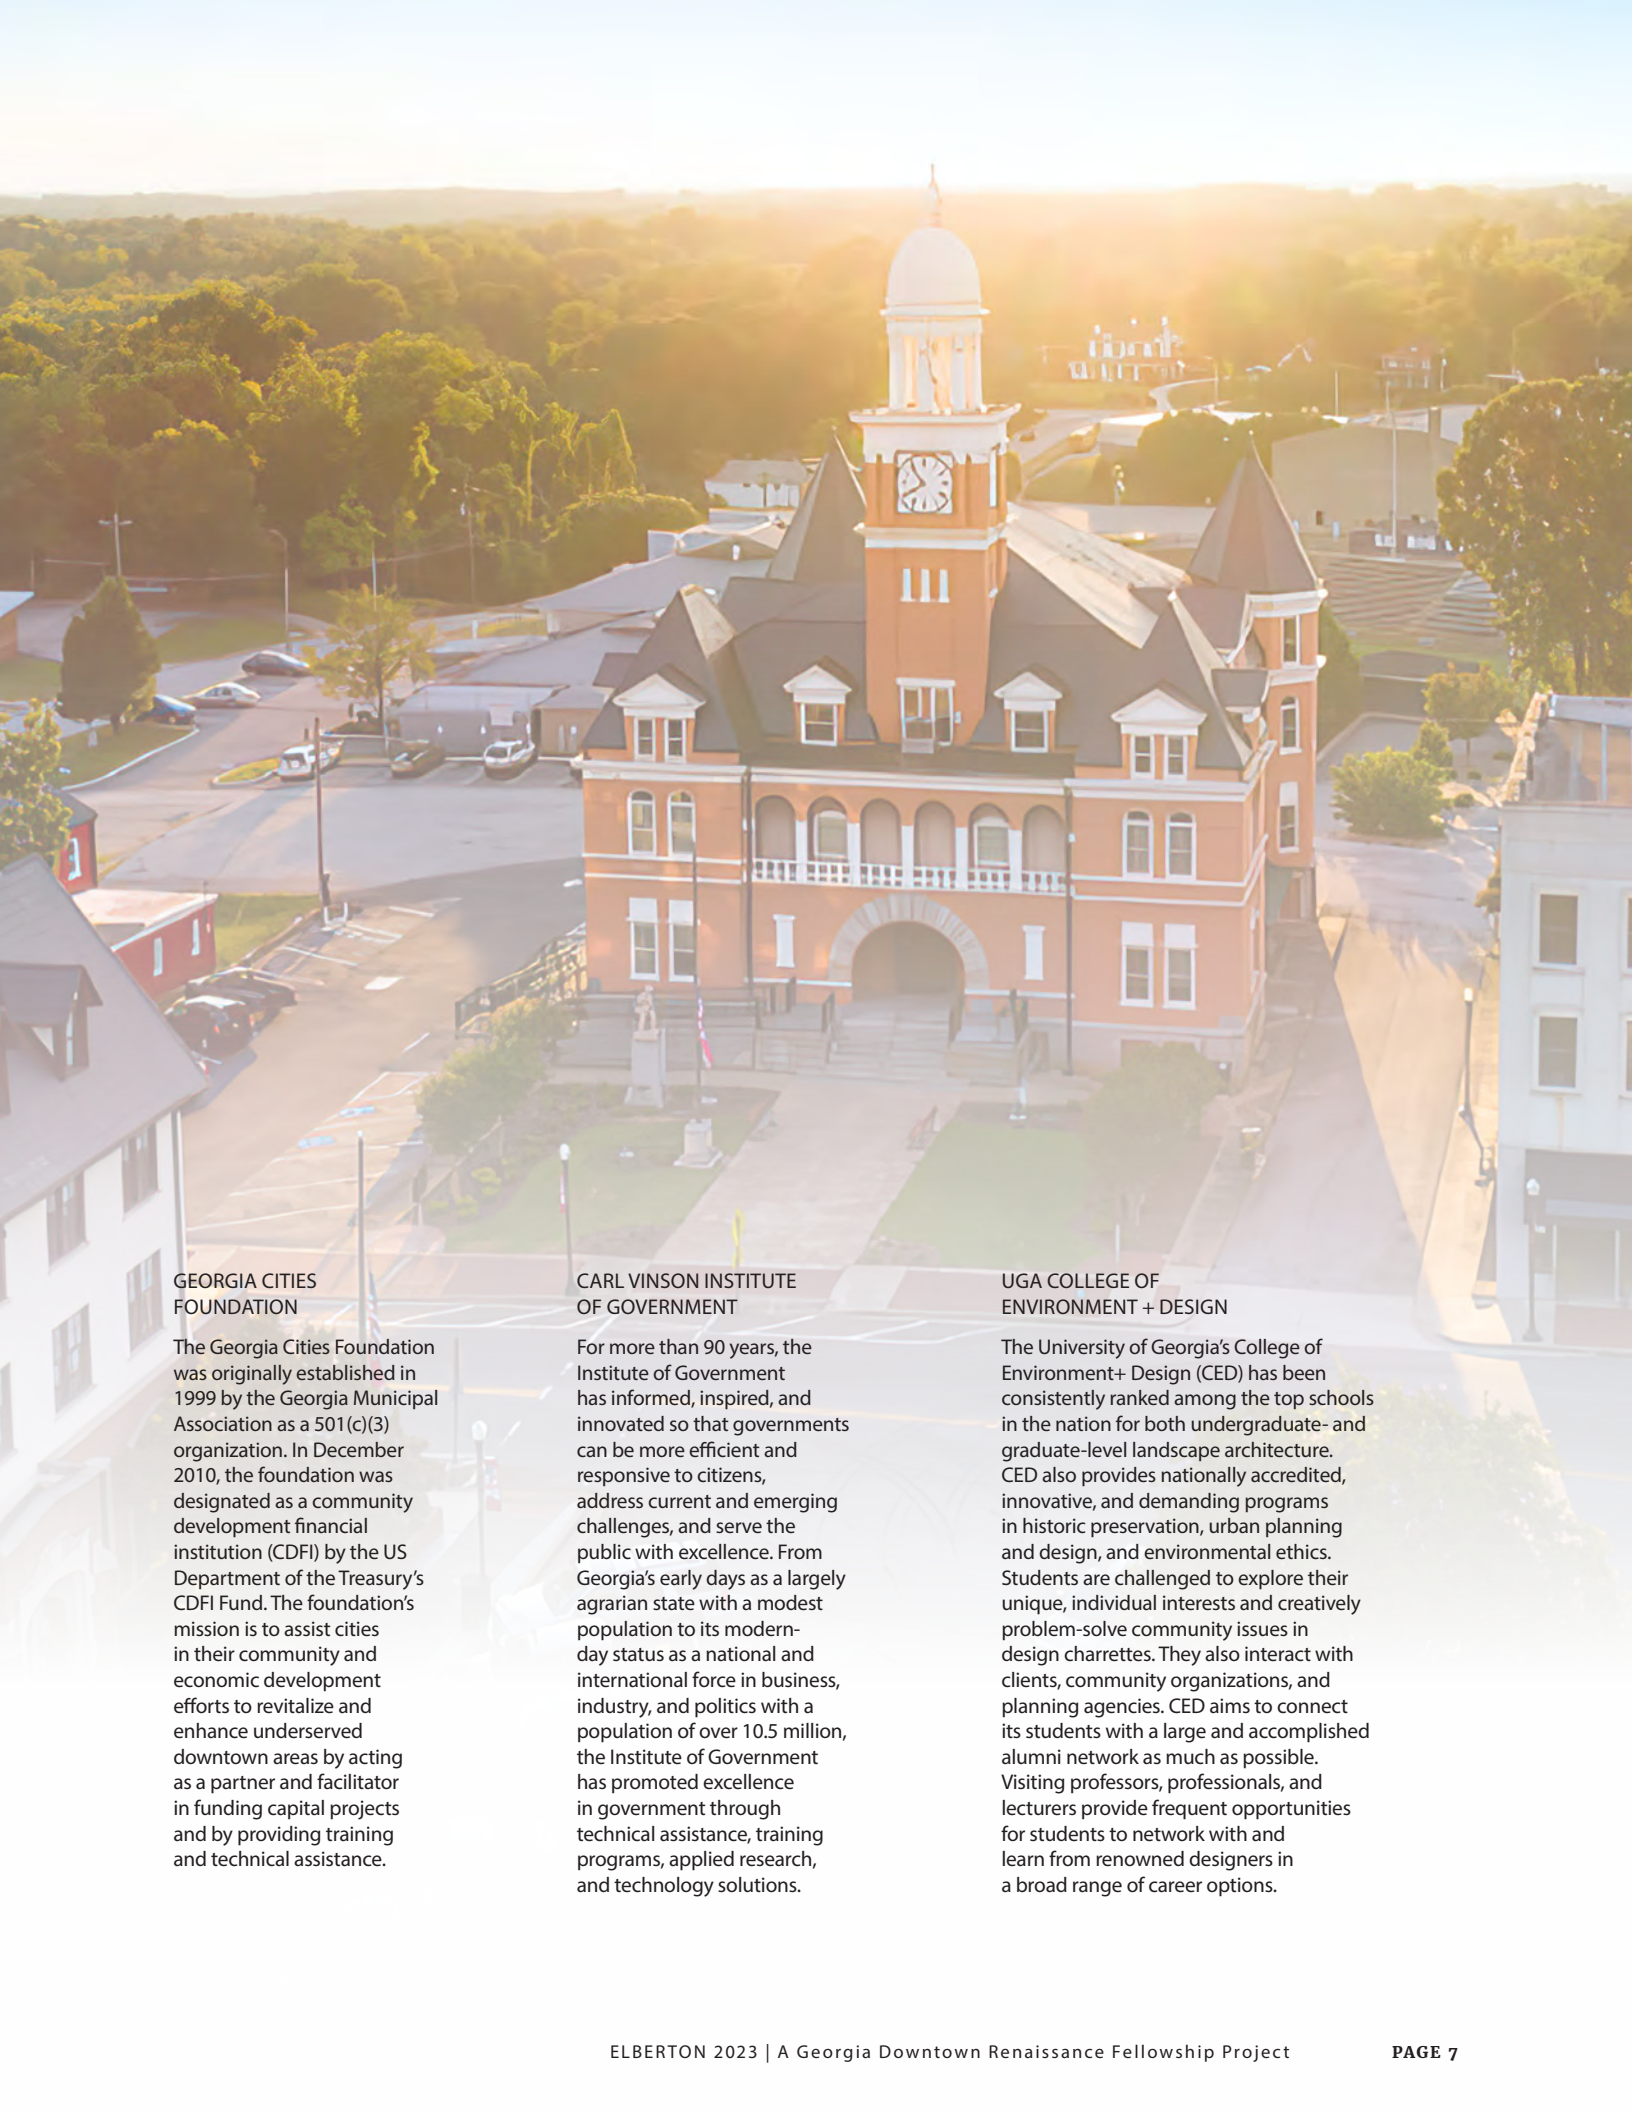 GEORGIA CITIES
FOUNDATION
The Georgia Cities Foundation
was originally established in
1999 by the Georgia Municipal
Association as a 501(c)(3)
organization. In December
2010, the foundation was
designated as a community
development financial
institution (CDFI) by the US
Department of the Treasury’s
CDFI Fund. The foundation’s
mission is to assist cities
in their community and
economic development
efforts to revitalize and
enhance underserved
downtown areas by acting
as a partner and facilitator
in funding capital projects
and by providing training
and technical assistance.
CARL VINSON INSTITUTE
OF GOVERNMENT
For more than 90 years, the
Institute of Government
has informed, inspired, and
innovated so that governments
can be more efficient and
responsive to citizens,
address current and emerging
challenges, and serve the
public with excellence. From
Georgia’s early days as a largely
agrarian state with a modest
population to its modern-
day status as a national and
international force in business,
industry, and politics with a
population of over 10.5 million,
the Institute of Government
has promoted excellence
in government through
technical assistance, training
programs, applied research,
and technology solutions.
UGA COLLEGE OF
ENVIRONMENT + DESIGN
The University of Georgia’s College of
Environment+ Design (CED) has been
consistently ranked among the top schools
in the nation for both undergraduate- and
graduate-level landscape architecture.
CED also provides nationally accredited,
innovative, and demanding programs
in historic preservation, urban planning
and design, and environmental ethics.
Students are challenged to explore their
unique, individual interests and creatively
problem-solve community issues in
design charrettes. They also interact with
clients, community organizations, and
planning agencies. CED aims to connect
its students with a large and accomplished
alumni network as much as possible.
Visiting professors, professionals, and
lecturers provide frequent opportunities
for students to network with and
learn from renowned designers in
a broad range of career options.
ELBERTON 2023 | A Georgia Downtown Renaissance Fellowship Project
PAGE 7